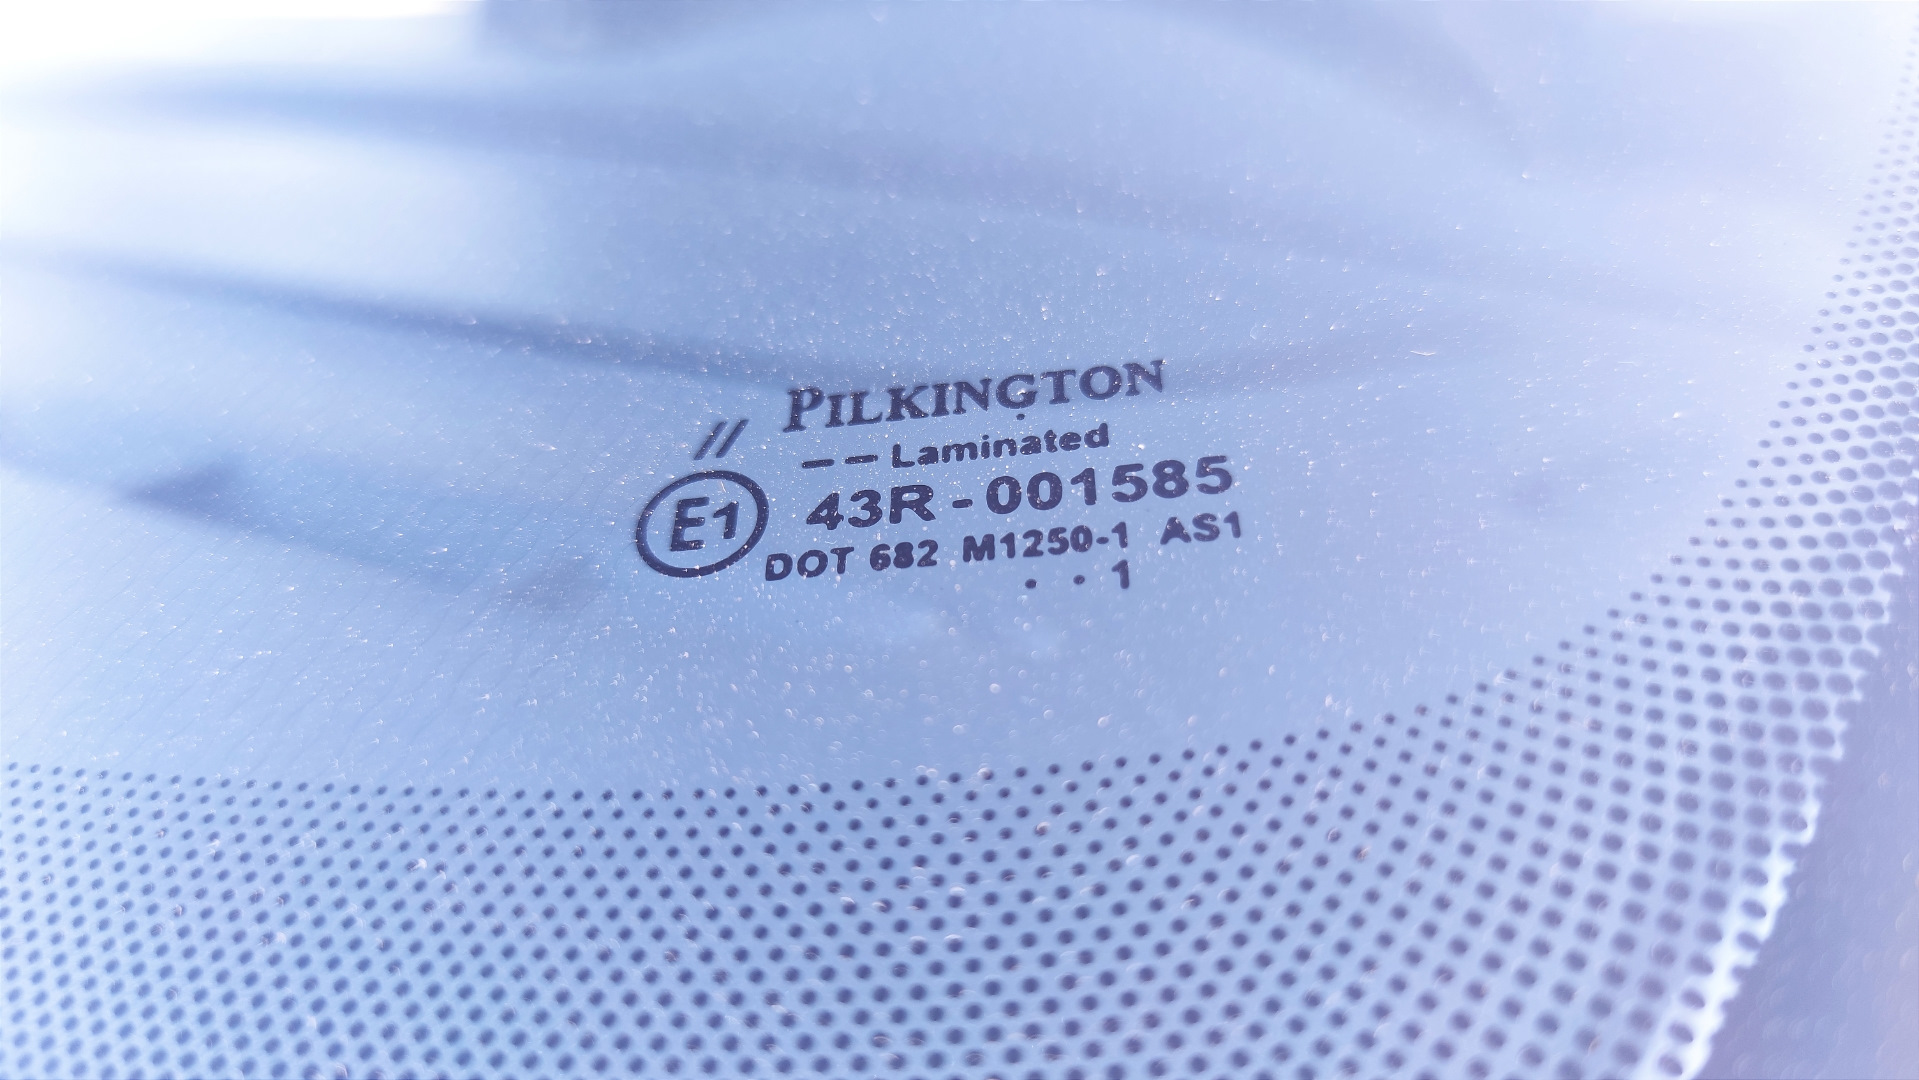 PILKINGTON
// -- Laminated
E1 43R-001585
DOT 682 M1250-1 AS1
. . 1